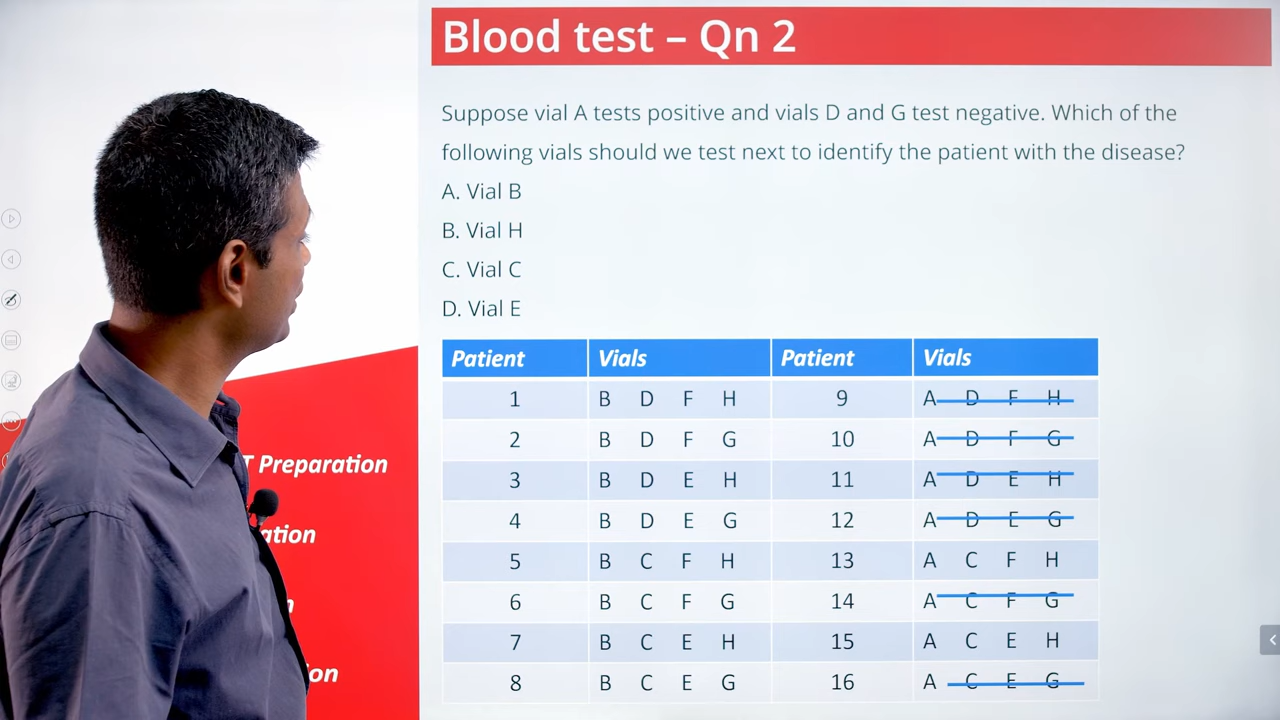 Blood test – Qn 2
Suppose vial A tests positive and vials D and G test negative. Which of the
following vials should we test next to identify the patient with the disease?
A. Vial B
B. Vial H
C. Vial C
D. Vial E
Patient Vials Patient Vials
1 B D F H 9 A D F H
2 B D F G 10 A D F G
3 B D E H 11 A D E H
4 B D E G 12 A D E G
5 B C F H 13 A C F H
6 B C F G 14 A C F G
7 B C E H 15 A C E H
8 B C E G 16 A C E G
T Preparation
ation
n
ion